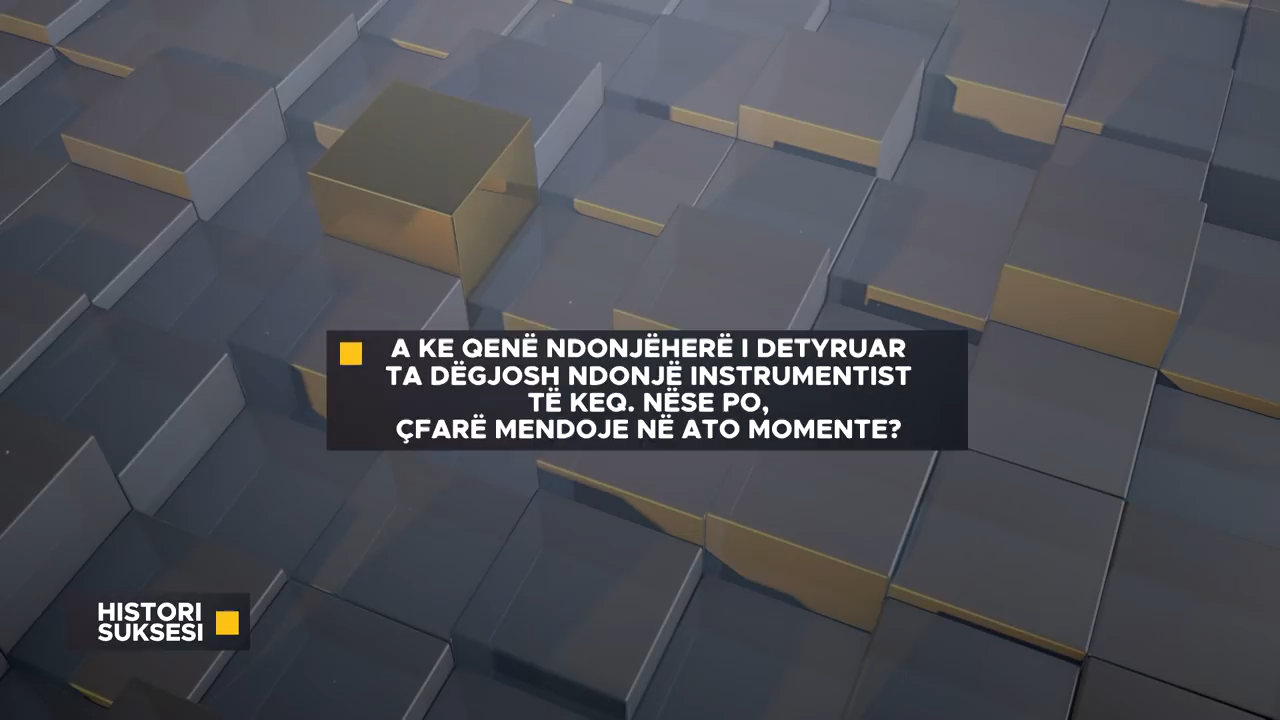 A KE QENË NDONJËHERË I DETYRUAR
TA DËGJOSH NDONJË INSTRUMENTIST
TË KEQ. NËSE PO,
ÇFARË MENDOJE NË ATO MOMENTE?
HISTORI
SUKSESI